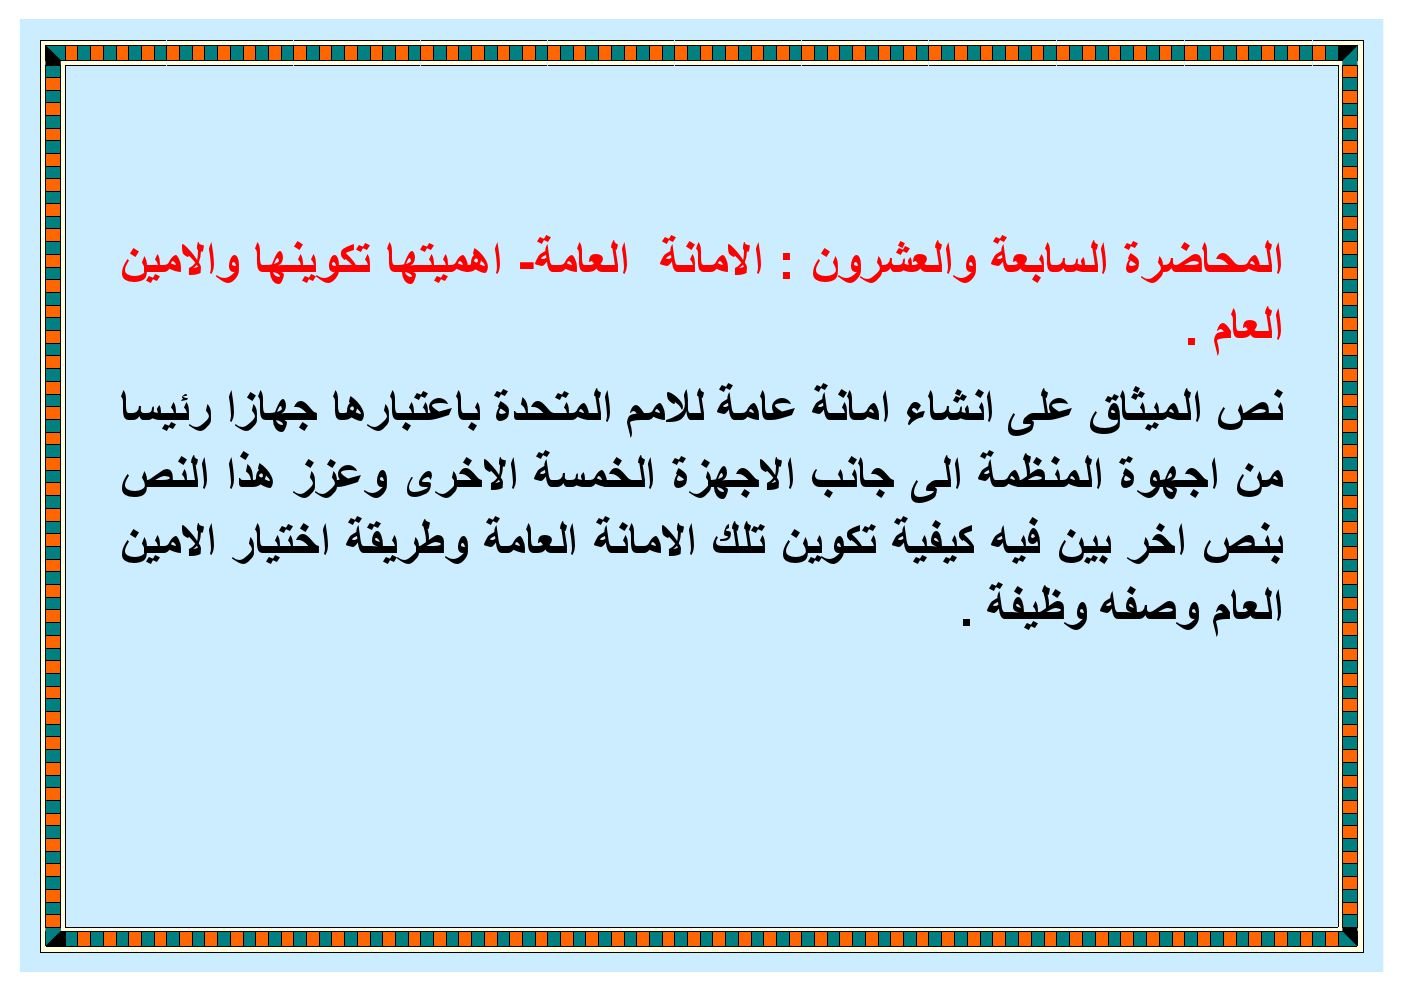 المحاضرة السابعة والعشرون : الامانة العامة- اهميتها تكوينها والامين
العام .
نص الميثاق على انشاء امانة عامة للامم المتحدة باعتبارها جهازا رئيسا
من اجهوة المنظمة الى جانب الاجهزة الخمسة الاخرى وعزز هذا النص
بنص اخر بين فيه كيفية تكوين تلك الامانة العامة وطريقة اختيار الامين
العام وصفه وظيفة .